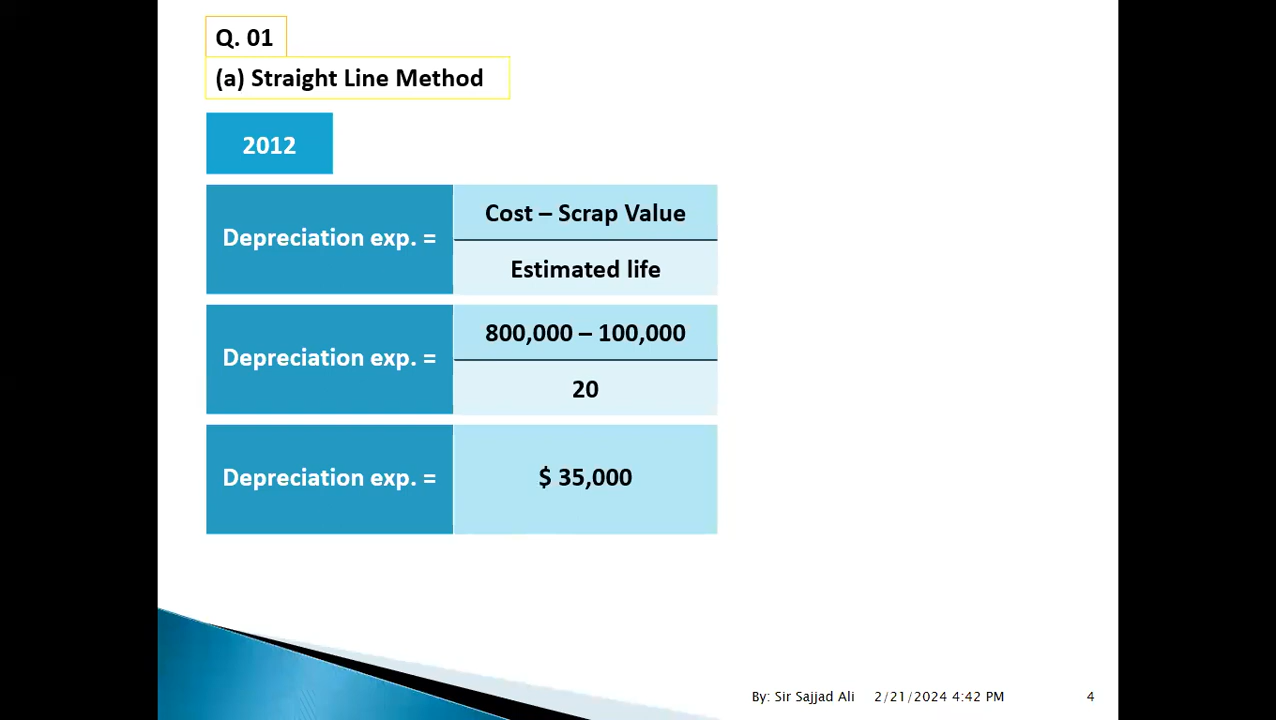 Q. 01
(a) Straight Line Method
2012
Depreciation exp. =
Cost – Scrap Value
Estimated life
Depreciation exp. =
800,000 – 100,000
20
Depreciation exp. =
$ 35,000
By: Sir Sajjad Ali 2/21/2024 4:42 PM 4